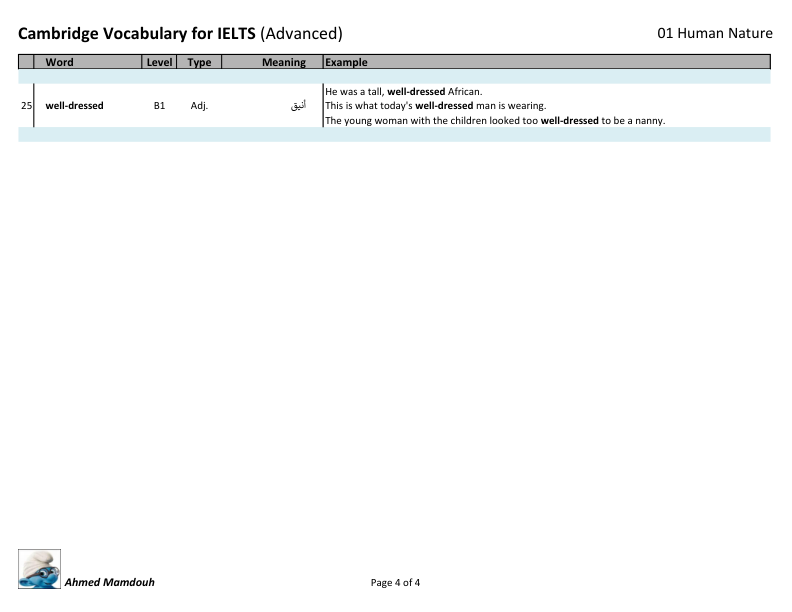 Cambridge Vocabulary for IELTS (Advanced) 01 Human Nature
Word Level Type Meaning Example
He was a tall, well-dressed African.
25 well-dressed B1 Adj. أنيق This is what today's well-dressed man is wearing.
The young woman with the children looked too well-dressed to be a nanny.
Ahmed Mamdouh Page 4 of 4